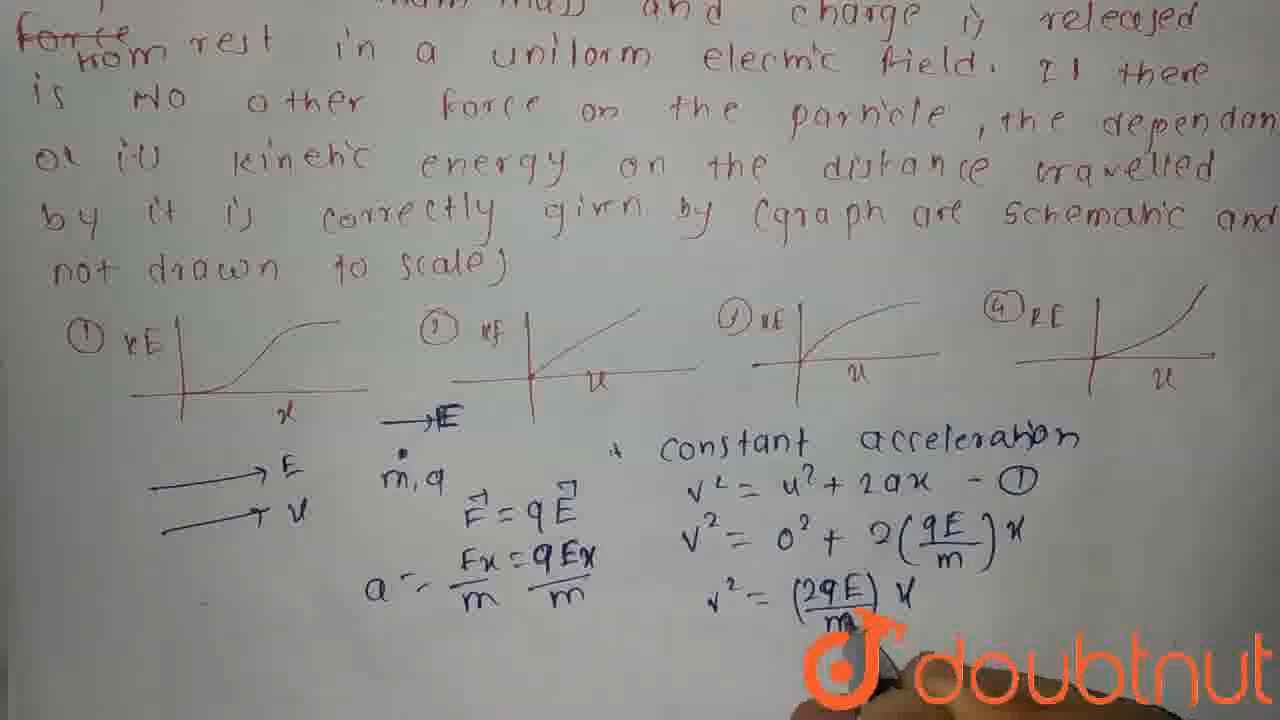 and charge is released
force from rest in a uniform electric field. If there
is No other force on the particle, the dependan
of its kinetic energy on the distance travelled
by it is correctly given by (graph are schematic and
not drawn to scale)
① KE x
② KE x
③ KE x
④ KE x
→ E
E
V
m, q
F = qE
a = Fx/m = qEx/m
* constant acceleration
v² = u² + 2ax - ①
v² = 0² + 2(qE/m)x
v² = (2qE/m) x
doubtnut